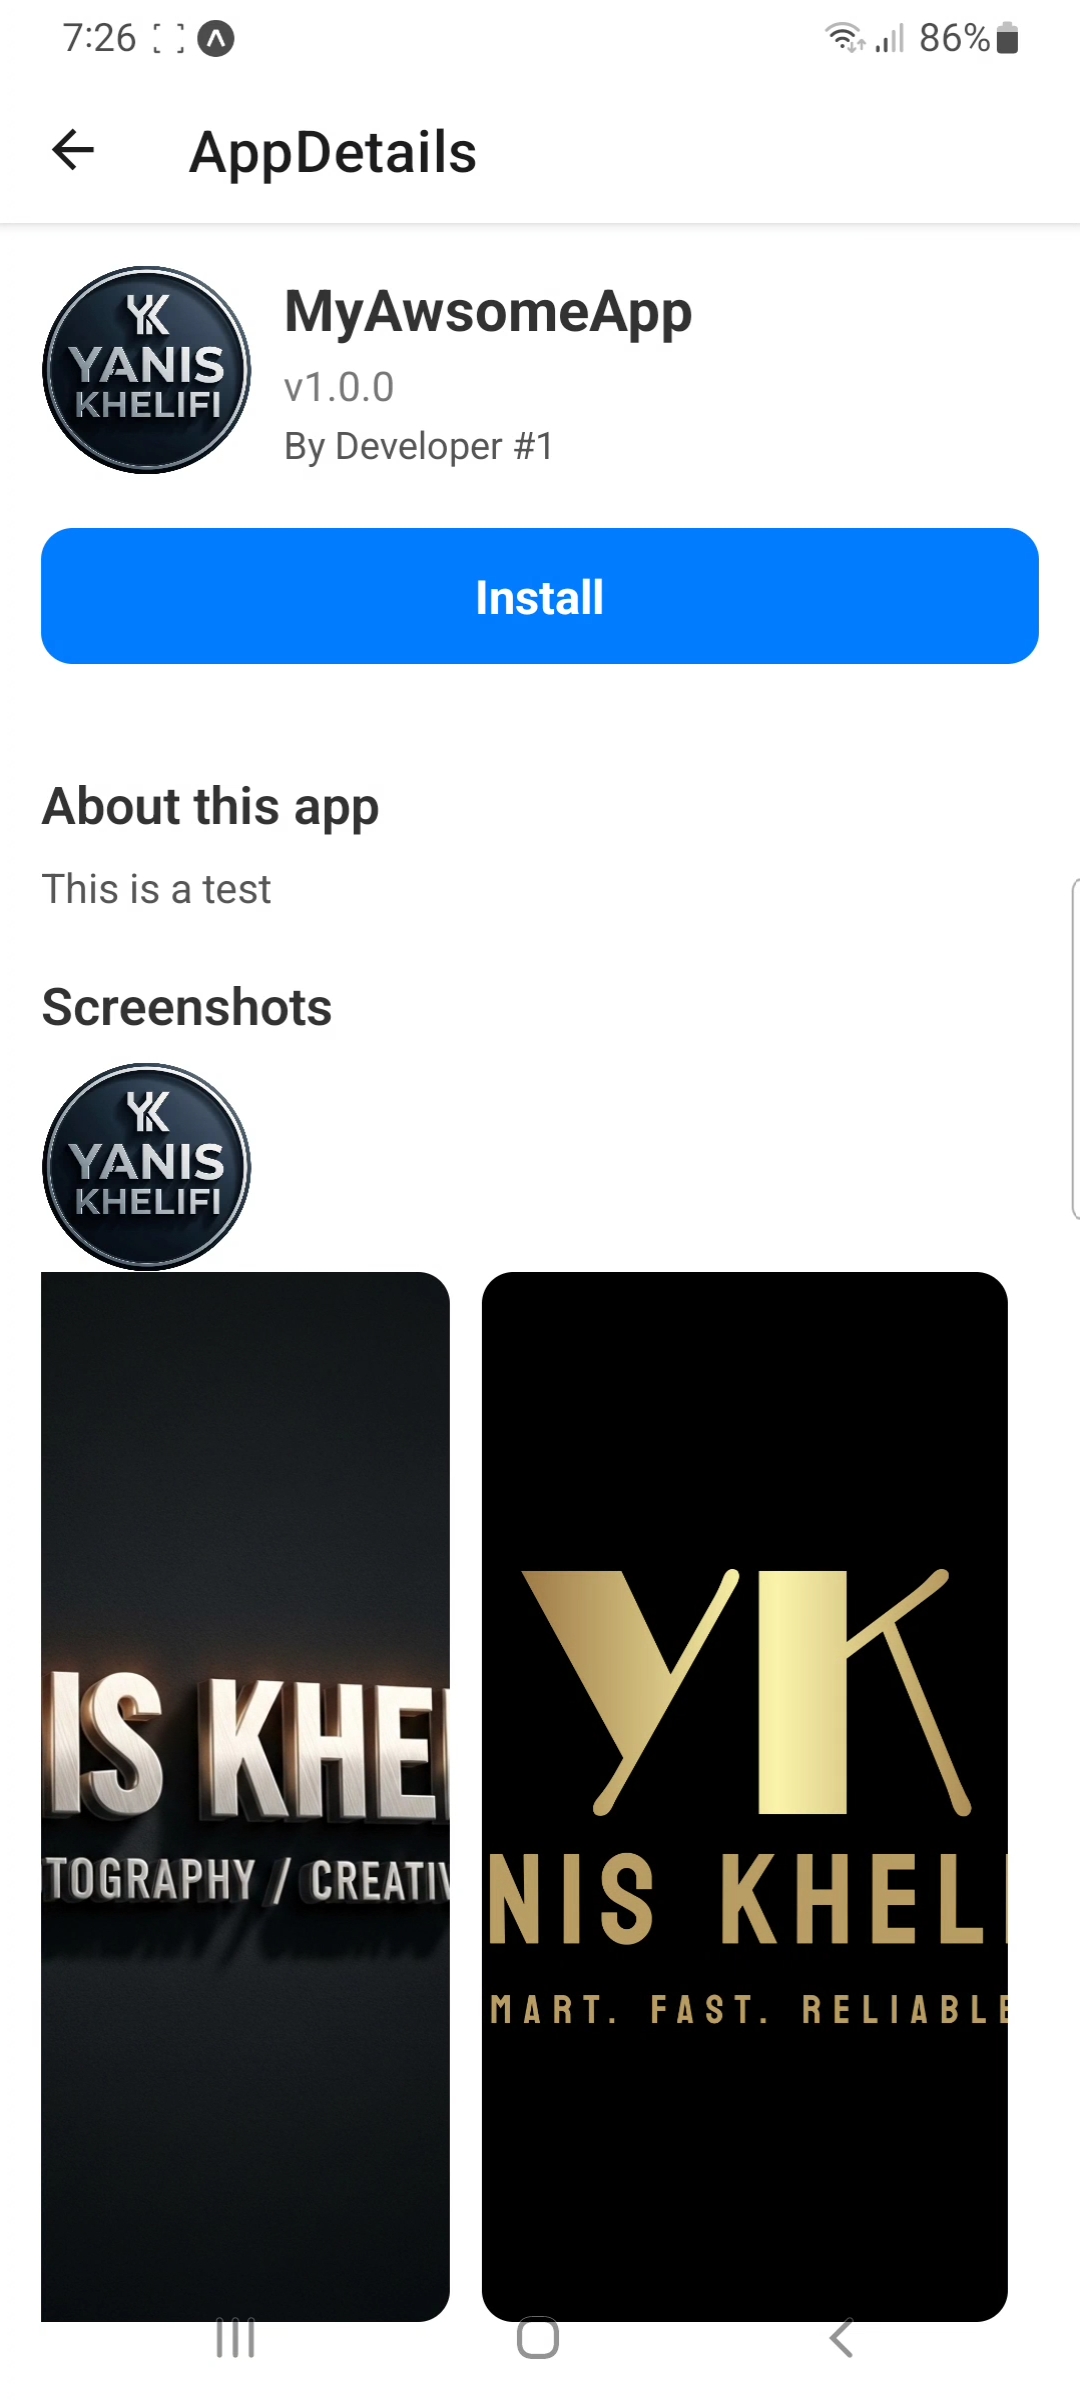 7:26
86%
AppDetails
YK
YANIS
KHELIFI
MyAwsomeApp
v1.0.0
By Developer #1
Install
About this app
This is a test
Screenshots
YK
YANIS
KHELIFI
IS KHE
TOGRAPHY / CREATIV
YK
NIS KHELI
MART. FAST. RELIABLE